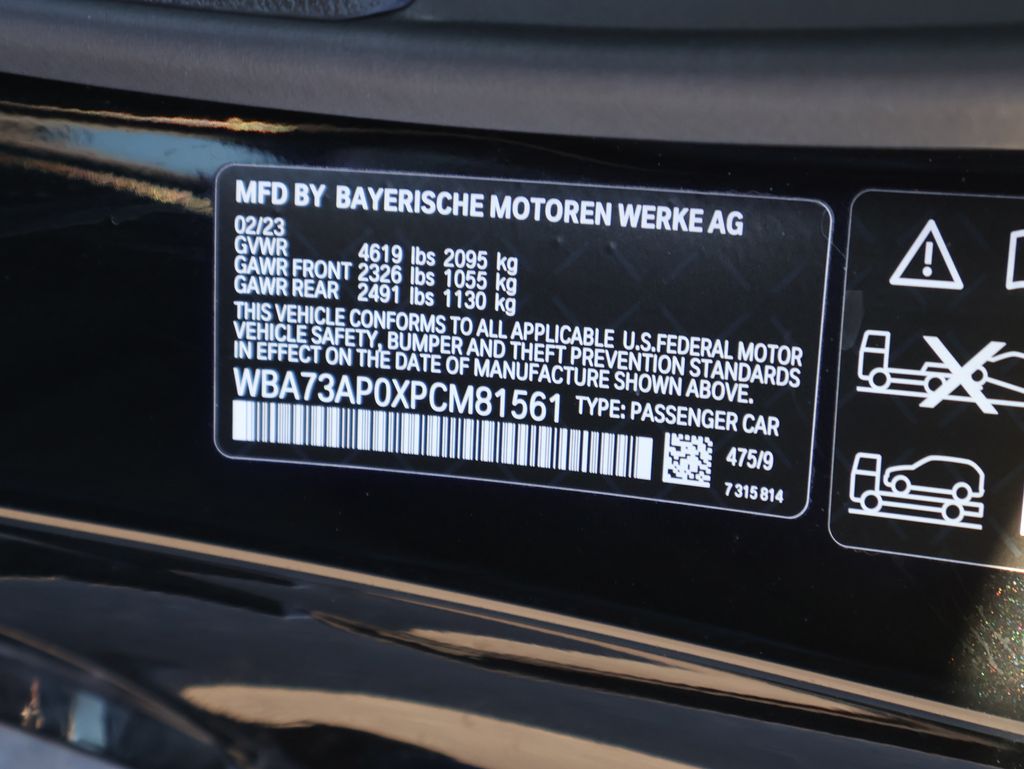 MFD BY BAYERISCHE MOTOREN WERKE AG
02/23
GVWR 4619 lbs 2095 kg
GAWR FRONT 2326 lbs 1055 kg
GAWR REAR 2491 lbs 1130 kg
THIS VEHICLE CONFORMS TO ALL APPLICABLE U.S.FEDERAL MOTOR
VEHICLE SAFETY, BUMPER AND THEFT PREVENTION STANDARDS
IN EFFECT ON THE DATE OF MANUFACTURE SHOWN ABOVE.
WBA73AP0XPCM81561 TYPE: PASSENGER CAR
475/9
7 315 814